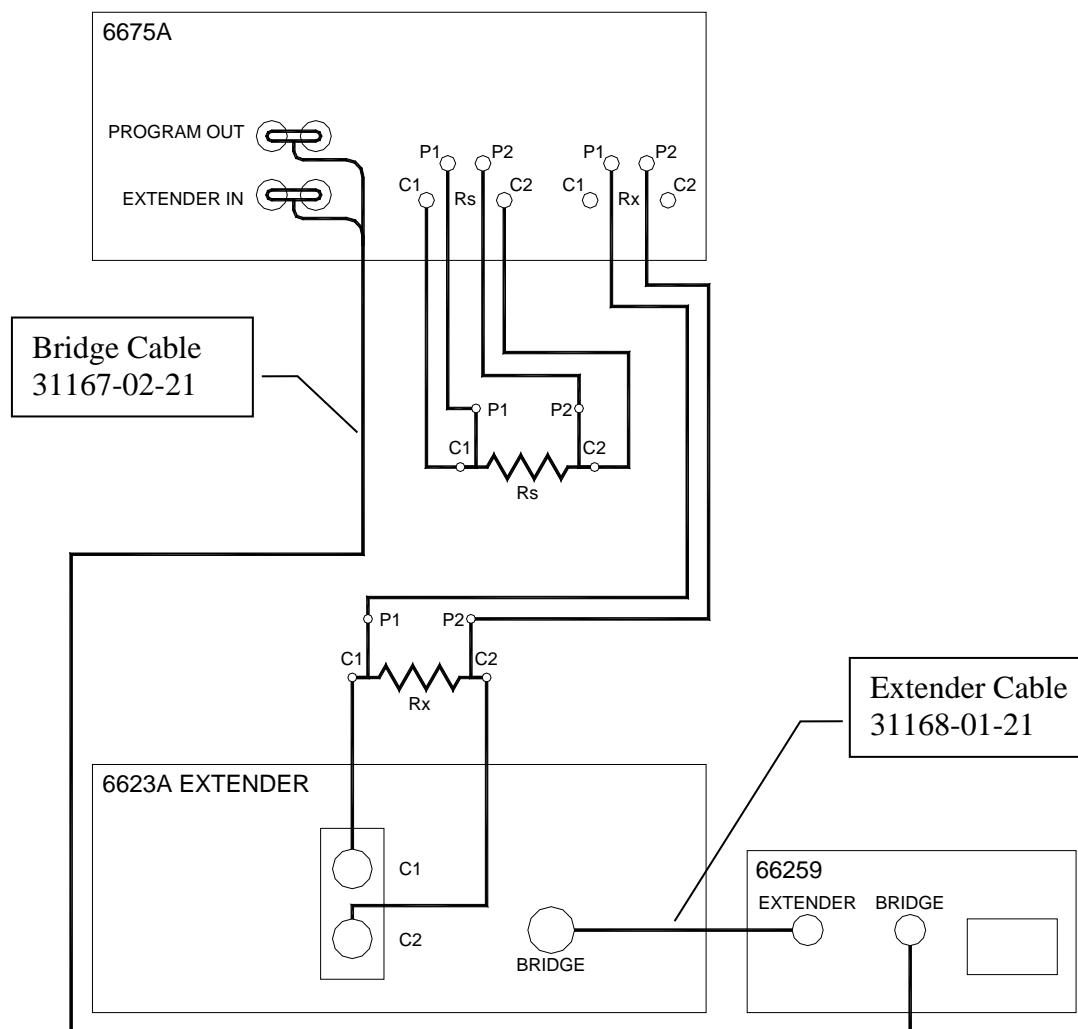 6675A
PROGRAM OUT
EXTENDER IN
P1
P2
C1
Rs
C2
P1
P2
C1
Rx
C2
Bridge Cable
31167-02-21
P1
P2
C1
C2
Rs
P1
P2
C1
C2
Rx
Extender Cable
31168-01-21
6623A EXTENDER
C1
C2
BRIDGE
66259
EXTENDER
BRIDGE